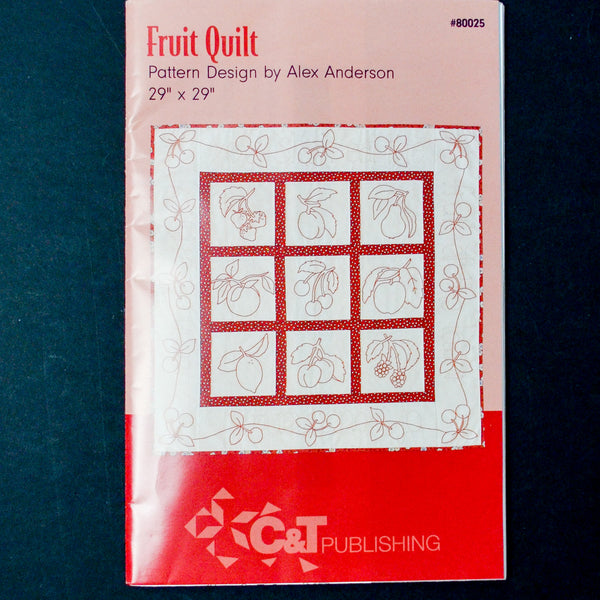 #80025
Fruit Quilt
Pattern Design by Alex Anderson
29" x 29"
C&T PUBLISHING